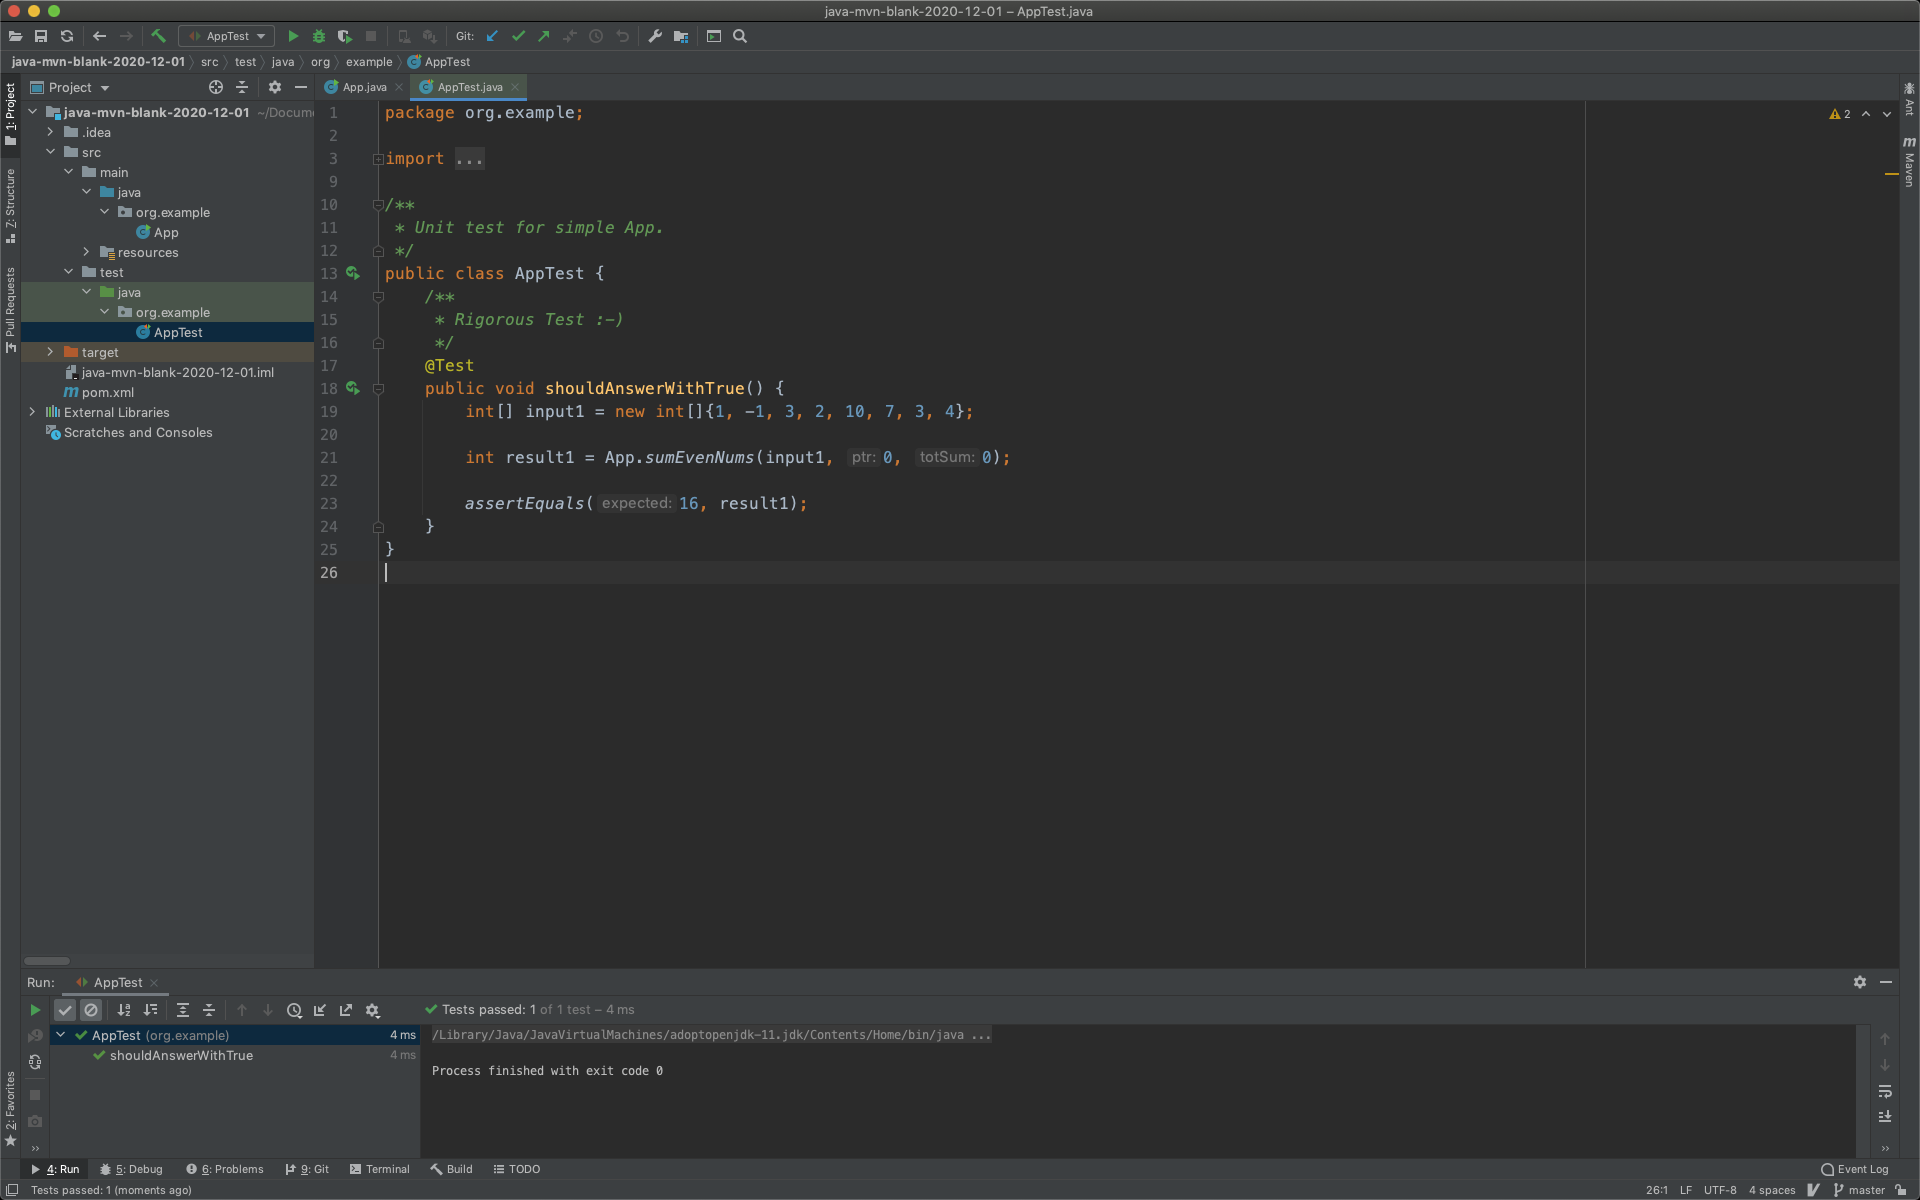 java-mvn-blank-2020-12-01 – AppTest.java
AppTest
Git:
java-mvn-blank-2020-12-01 src test java org example AppTest
1: Project
Z: Structure
Pull Requests
2: Favorites
Project
java-mvn-blank-2020-12-01 ~/Docum
.idea
src
main
java
org.example
App
resources
test
java
org.example
AppTest
target
java-mvn-blank-2020-12-01.iml
pom.xml
External Libraries
Scratches and Consoles
App.java AppTest.java
1 package org.example;
2
3 import ...
9
10 /**
11 * Unit test for simple App.
12 */
13 public class AppTest {
14 /**
15 * Rigorous Test :-)
16 */
17 @Test
18 public void shouldAnswerWithTrue() {
19 int[] input1 = new int[]{1, -1, 3, 2, 10, 7, 3, 4};
20
21 int result1 = App.sumEvenNums(input1, ptr: 0, totSum: 0);
22
23 assertEquals( expected: 16, result1);
24 }
25 }
26
2
Ant
m Maven
Run: AppTest
Tests passed: 1 of 1 test – 4 ms
AppTest (org.example) 4 ms
shouldAnswerWithTrue 4 ms
/Library/Java/JavaVirtualMachines/adoptopenjdk-11.jdk/Contents/Home/bin/java ...
Process finished with exit code 0
4: Run 5: Debug 6: Problems 9: Git Terminal Build TODO Event Log
Tests passed: 1 (moments ago) 26:1 LF UTF-8 4 spaces master